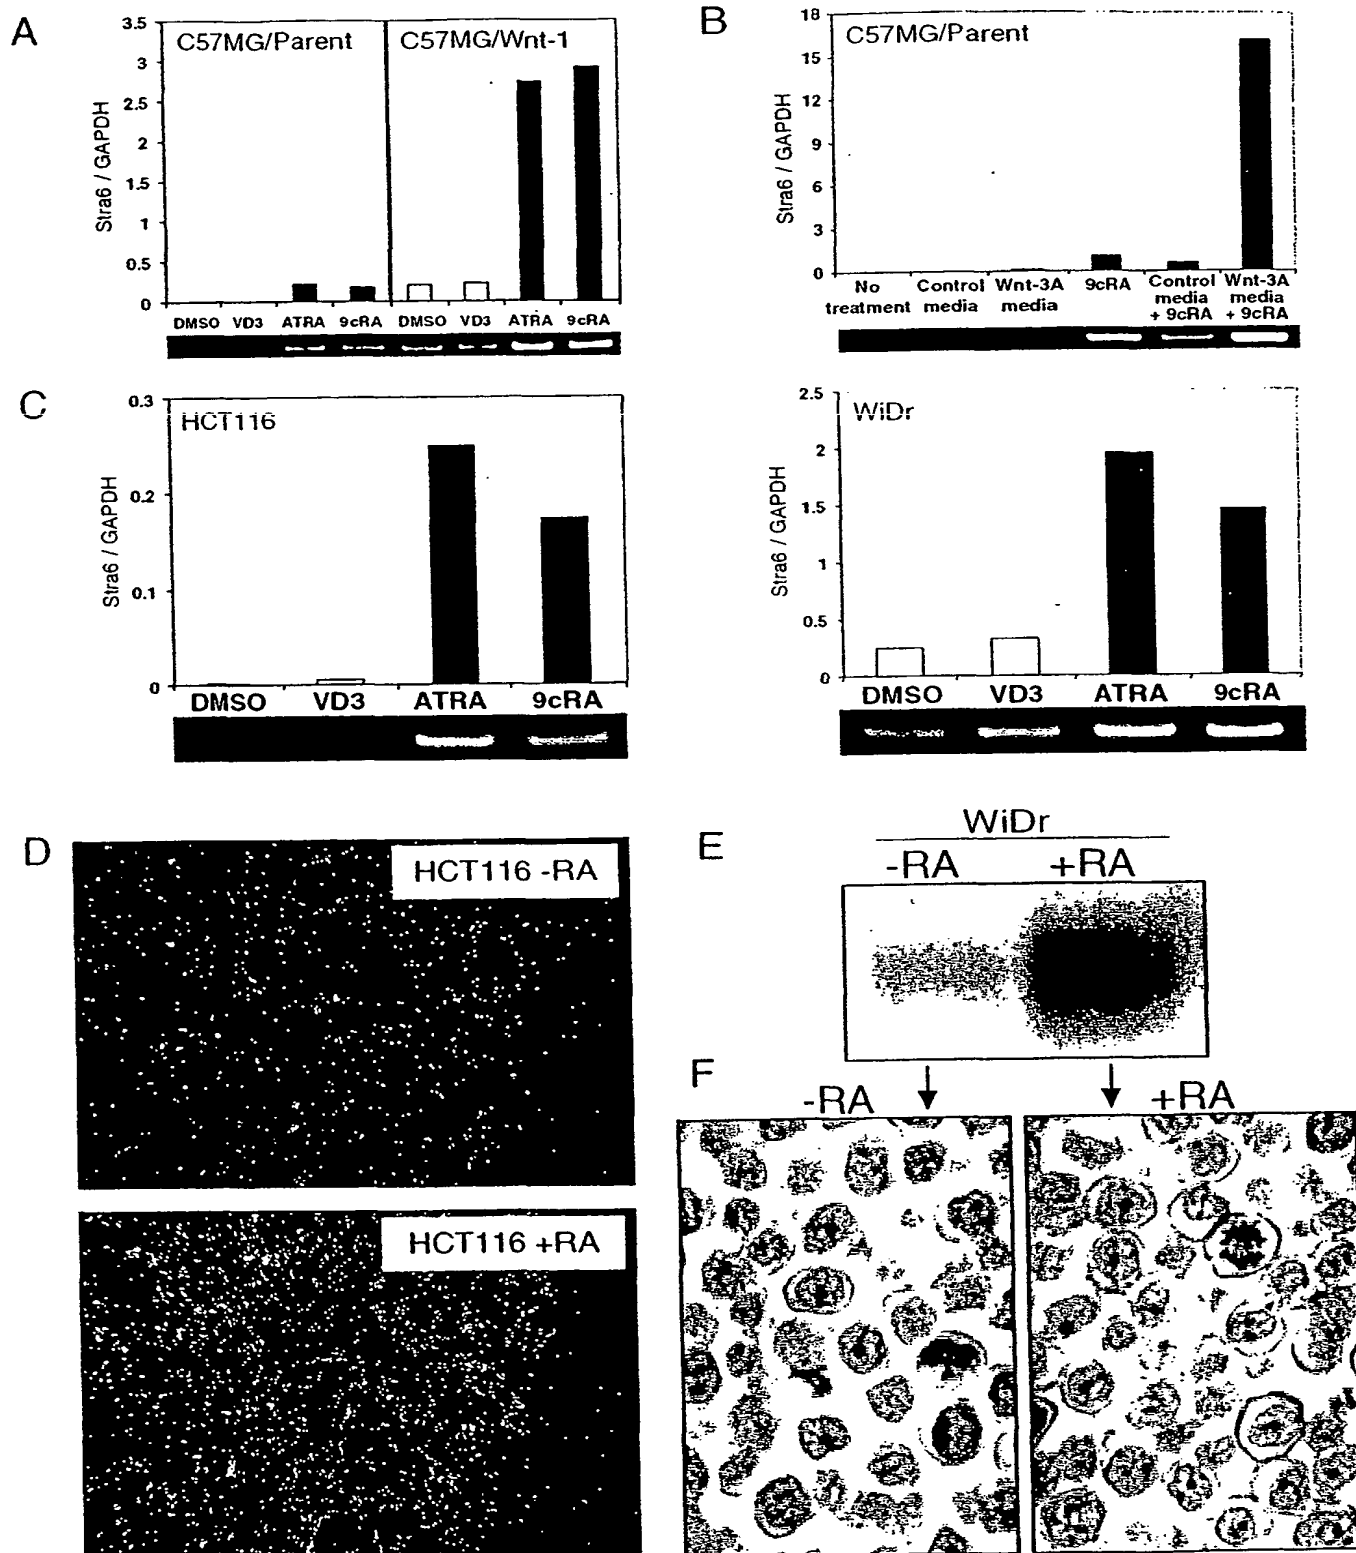 A
C57MG/Parent
C57MG/Wnt-1
Stra6 / GAPDH
3.5
3
2.5
2
1.5
1
0.5
0
DMSO VD3 ATRA 9cRA DMSO VD3 ATRA 9cRA
B
C57MG/Parent
Stra6 / GAPDH
18
15
12
9
6
3
0
No treatment
Control media
Wnt-3A media
9cRA
Control media + 9cRA
Wnt-3A media + 9cRA
C
HCT116
Stra6 / GAPDH
0.3
0.2
0.1
0
DMSO VD3 ATRA 9cRA
WiDr
Stra6 / GAPDH
2.5
2
1.5
1
0.5
0
DMSO VD3 ATRA 9cRA
D
HCT116 -RA
HCT116 +RA
E
WiDr
-RA +RA
F
-RA +RA